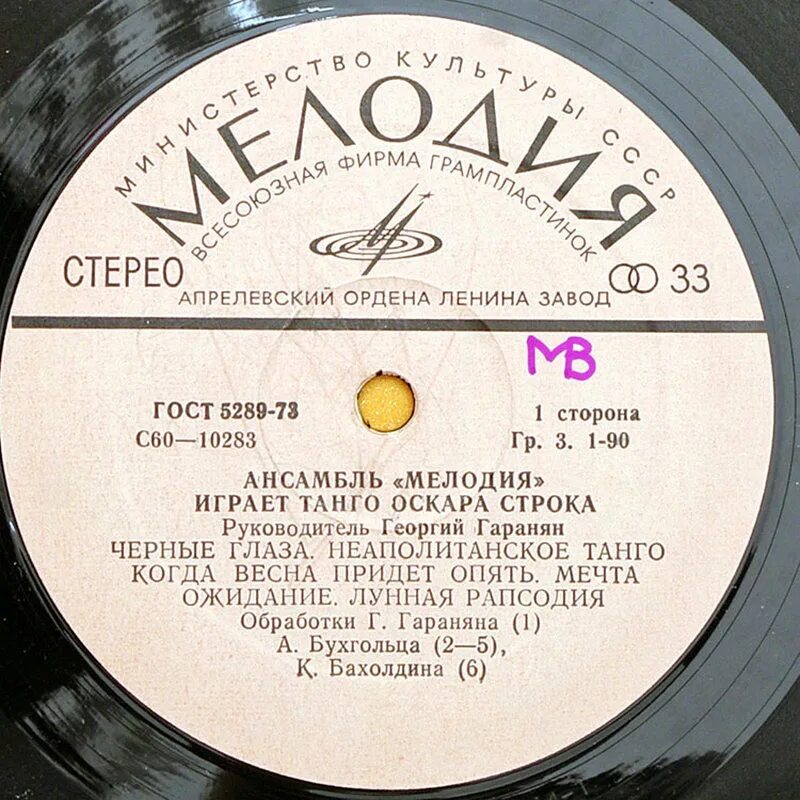 МИНИСТЕРСТВО КУЛЬТУРЫ СССР
МЕЛОДИЯ
ВСЕСОЮЗНАЯ ФИРМА ГРАМПЛАСТИНОК
СТЕРЕО
33
АПРЕЛЕВСКИЙ ОРДЕНА ЛЕНИНА ЗАВОД
МВ
ГОСТ 5289-73
1 сторона
С60—10283
Гр. 3. 1-90
АНСАМБЛЬ «МЕЛОДИЯ»
ИГРАЕТ ТАНГО ОСКАРА СТРОКА
Руководитель Георгий Гаранян
ЧЕРНЫЕ ГЛАЗА. НЕАПОЛИТАНСКОЕ ТАНГО
КОГДА ВЕСНА ПРИДЕТ ОПЯТЬ. МЕЧТА
ОЖИДАНИЕ. ЛУННАЯ РАПСОДИЯ
Обработки Г. Гараняна (1)
А. Бухгольца (2—5),
К. Бахолдина (6)